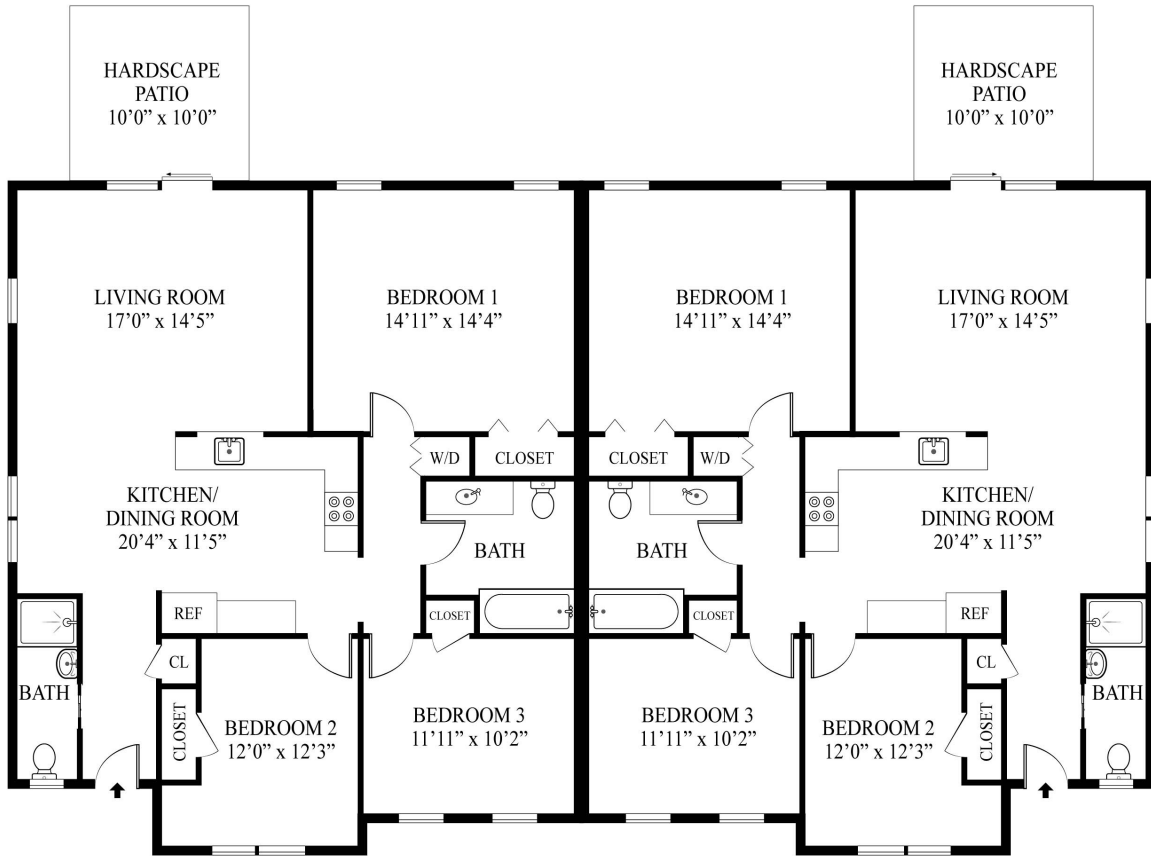 HARDSCAPE
PATIO
10’0” x 10’0”
HARDSCAPE
PATIO
10’0” x 10’0”
LIVING ROOM
17’0” x 14’5”
BEDROOM 1
14’11” x 14’4”
BEDROOM 1
14’11” x 14’4”
LIVING ROOM
17’0” x 14’5”
W/D
CLOSET
CLOSET
W/D
KITCHEN/
DINING ROOM
20’4” x 11’5”
BATH
BATH
KITCHEN/
DINING ROOM
20’4” x 11’5”
REF
CLOSET
CLOSET
REF
CL
CL
BATH
CLOSET
BEDROOM 2
12’0” x 12’3”
BEDROOM 3
11’11” x 10’2”
BEDROOM 3
11’11” x 10’2”
BEDROOM 2
12’0” x 12’3”
CLOSET
BATH